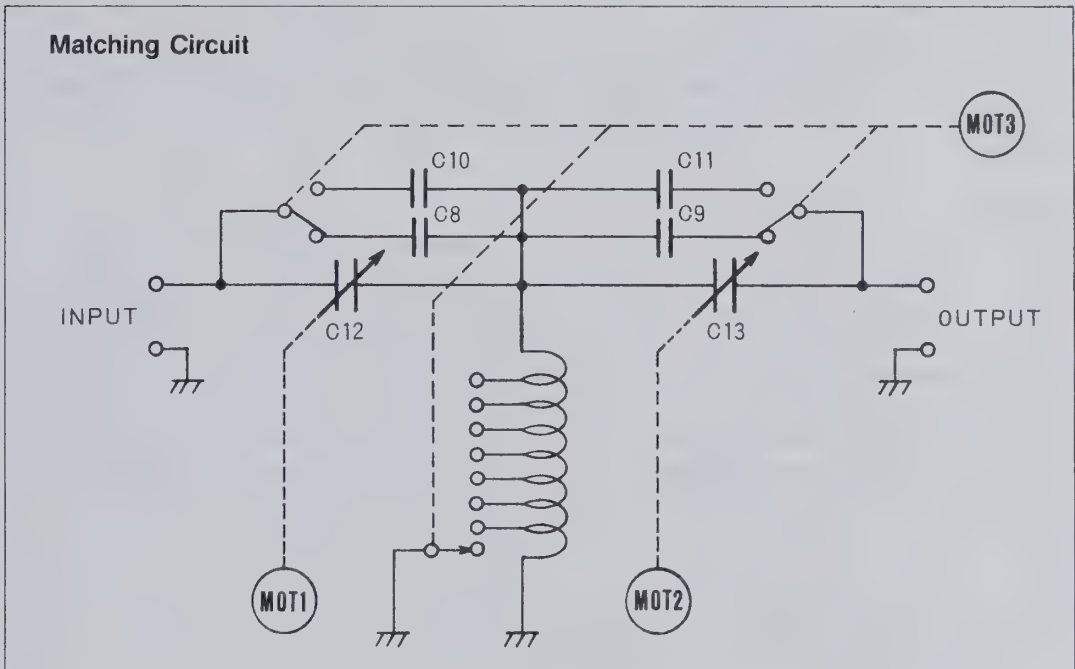 Matching Circuit
MOT3
C10
C11
C8
C9
INPUT
C12
C13
OUTPUT
MOT1
MOT2